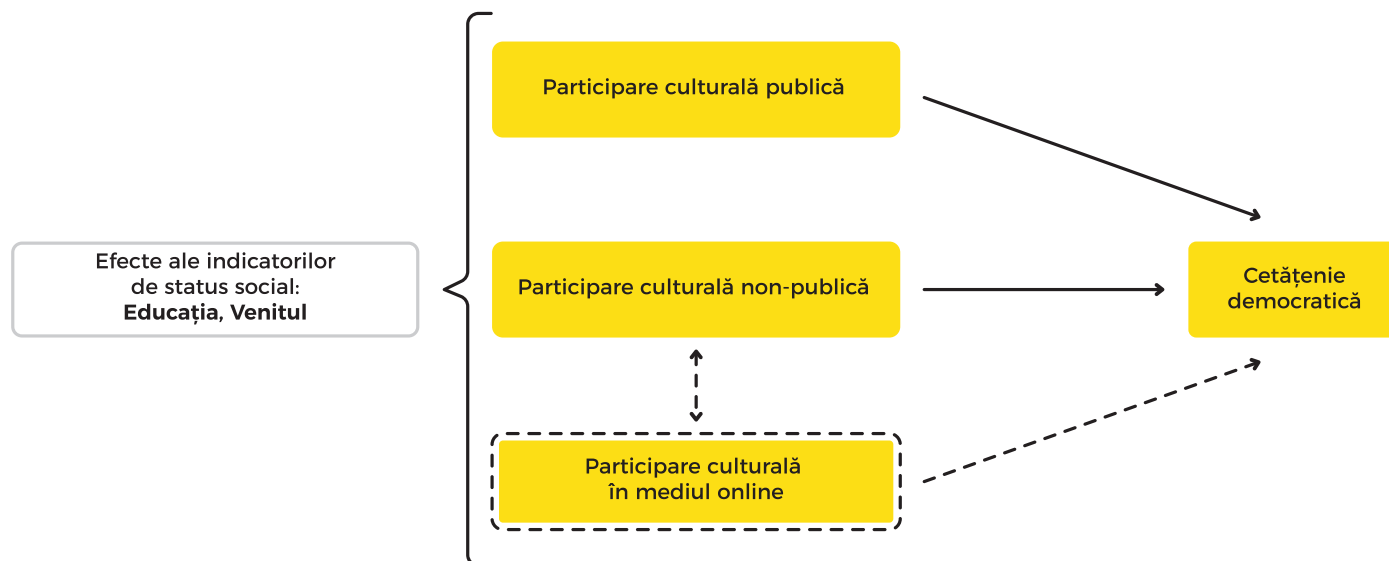 Participare culturală publică
Efecte ale indicatorilor
de status social:
Educația, Venitul
Participare culturală non-publică
Cetățenie
democratică
Participare culturală
în mediul online